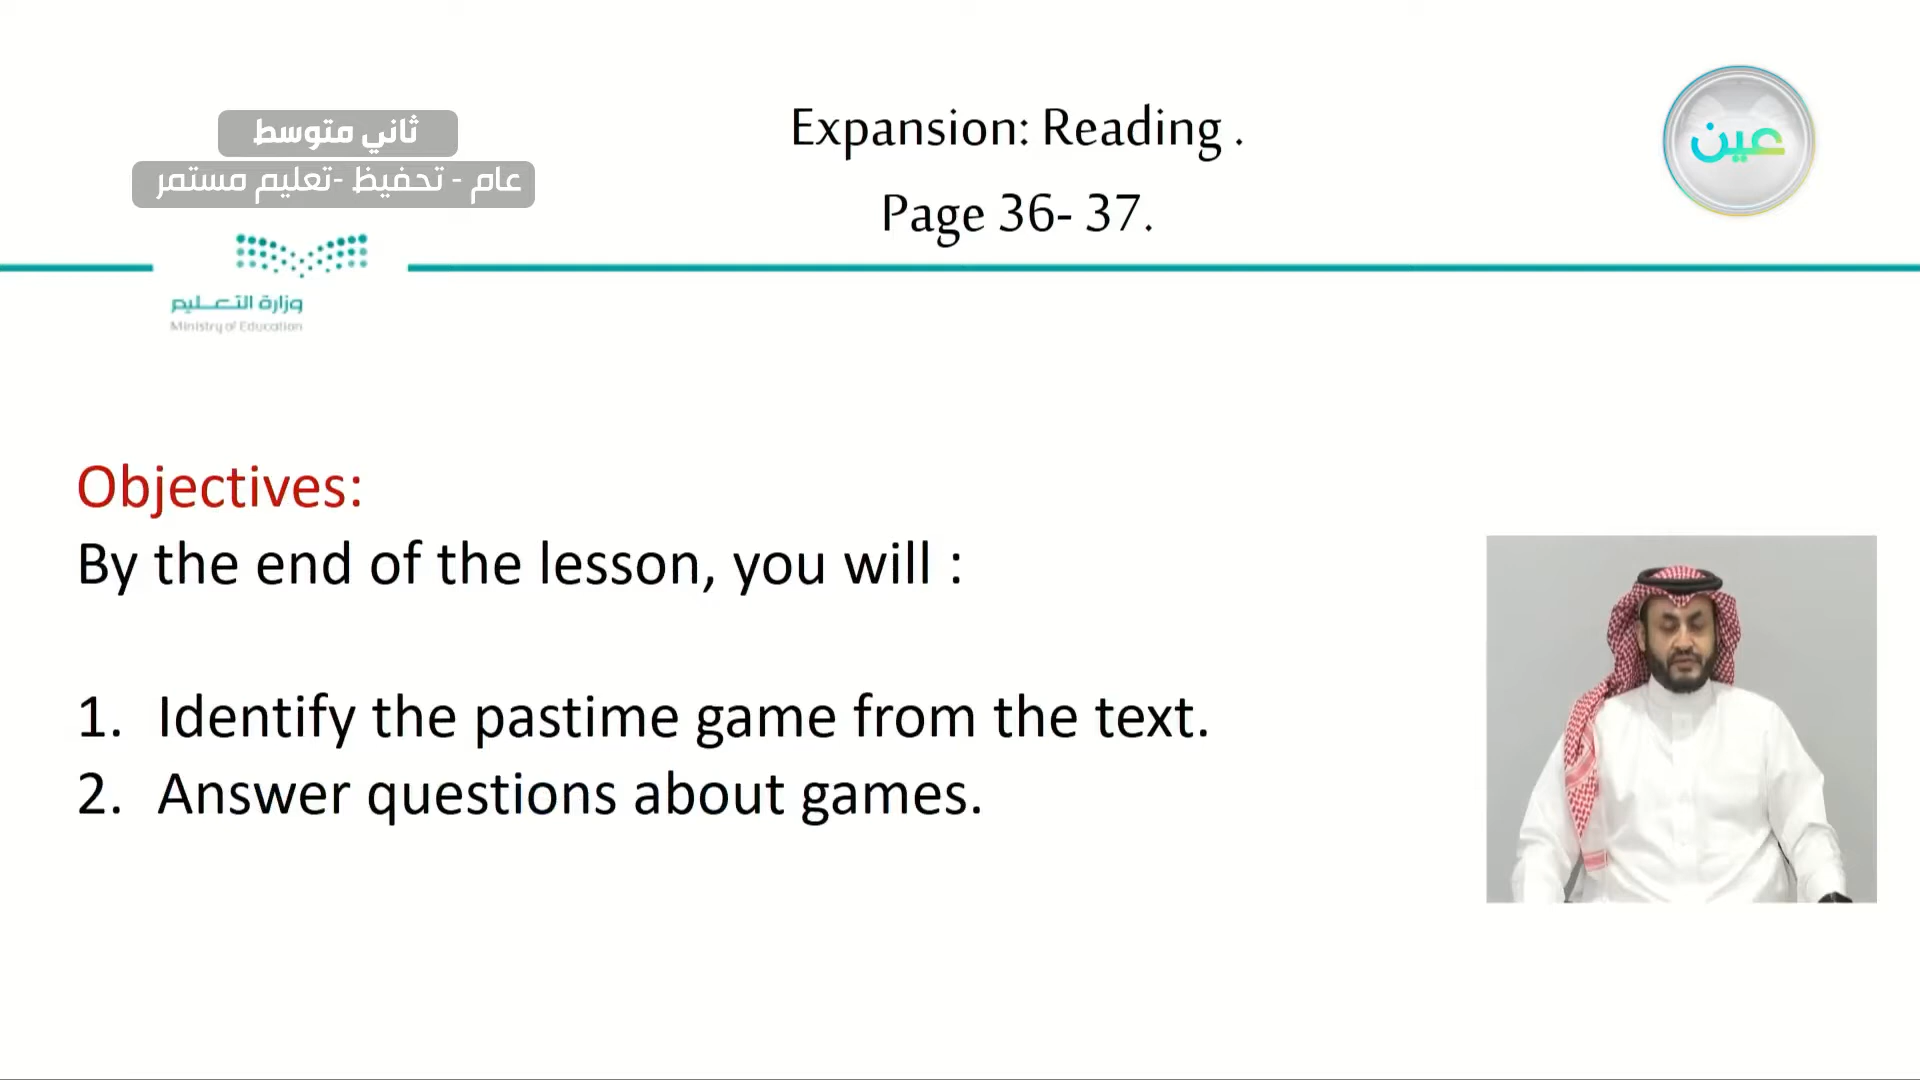 ثاني متوسط
عام - تحفيظ -تعليم مستمر
Expansion: Reading .
Page 36- 37.
عين
وزارة التعليم
Ministry of Education
Objectives:
By the end of the lesson, you will :
1. Identify the pastime game from the text.
2. Answer questions about games.